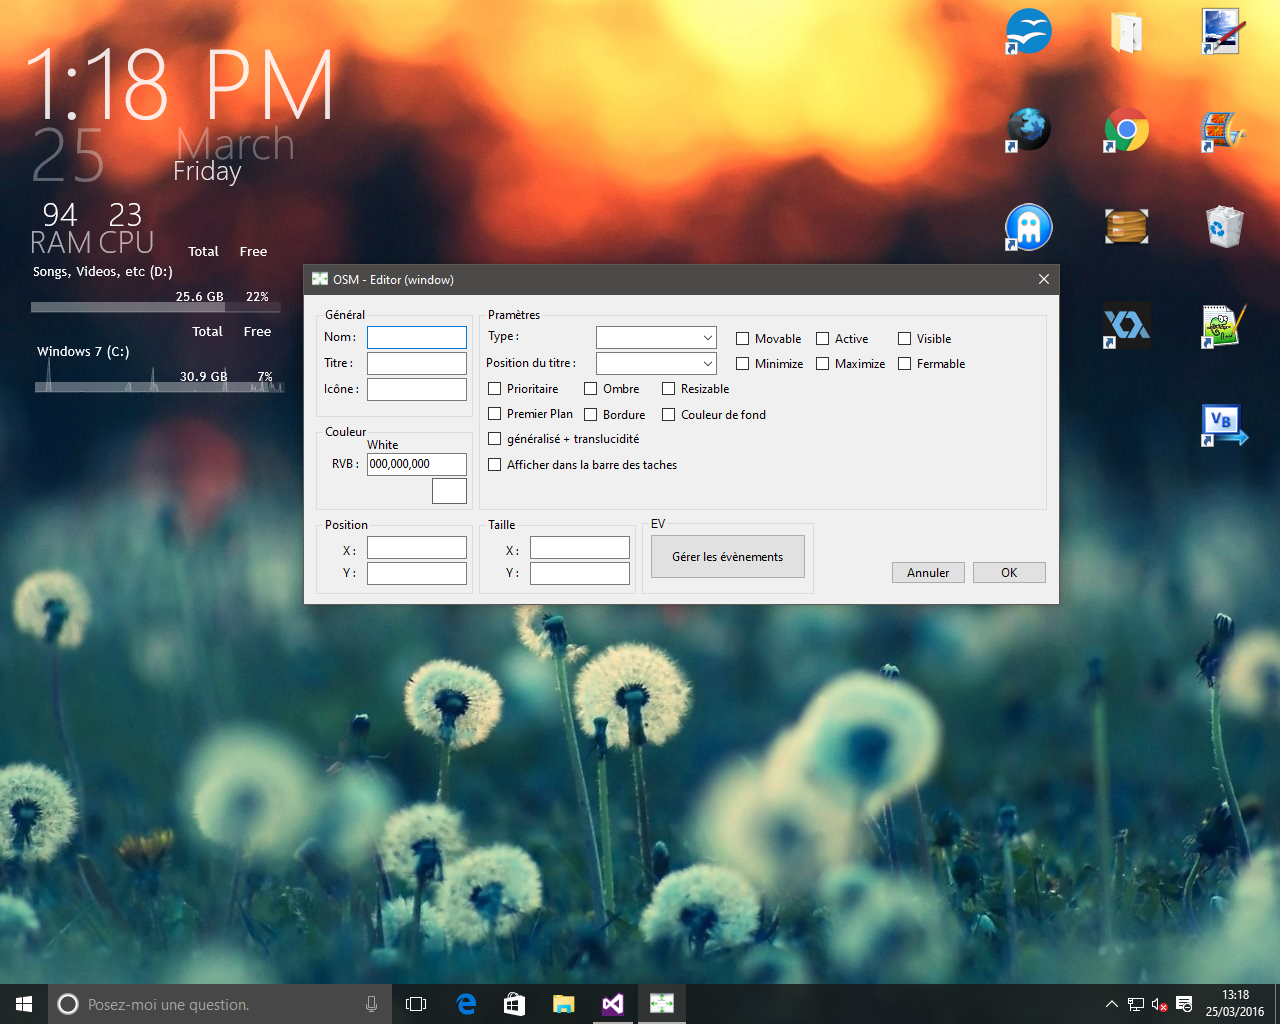 1:18 PM
25 March
Friday
94 23
RAM CPU
Total Free
Songs, Videos, etc (D:)
25.6 GB 22%
Total Free
Windows 7 (C:)
30.9 GB 7%
OSM - Editor (window)
Général
Nom :
Titre :
Icône :
Couleur
White
RVB : 000,000,000
Pramètres
Type :
Position du titre :
Movable Active Visible
Minimize Maximize Fermable
Prioritaire Ombre Resizable
Premier Plan Bordure Couleur de fond
généralisé + translucidité
Afficher dans la barre des taches
Position
X :
Y :
Taille
X :
Y :
EV
Gérer les évènements
Annuler OK
VB
Posez-moi une question.
13:18
25/03/2016